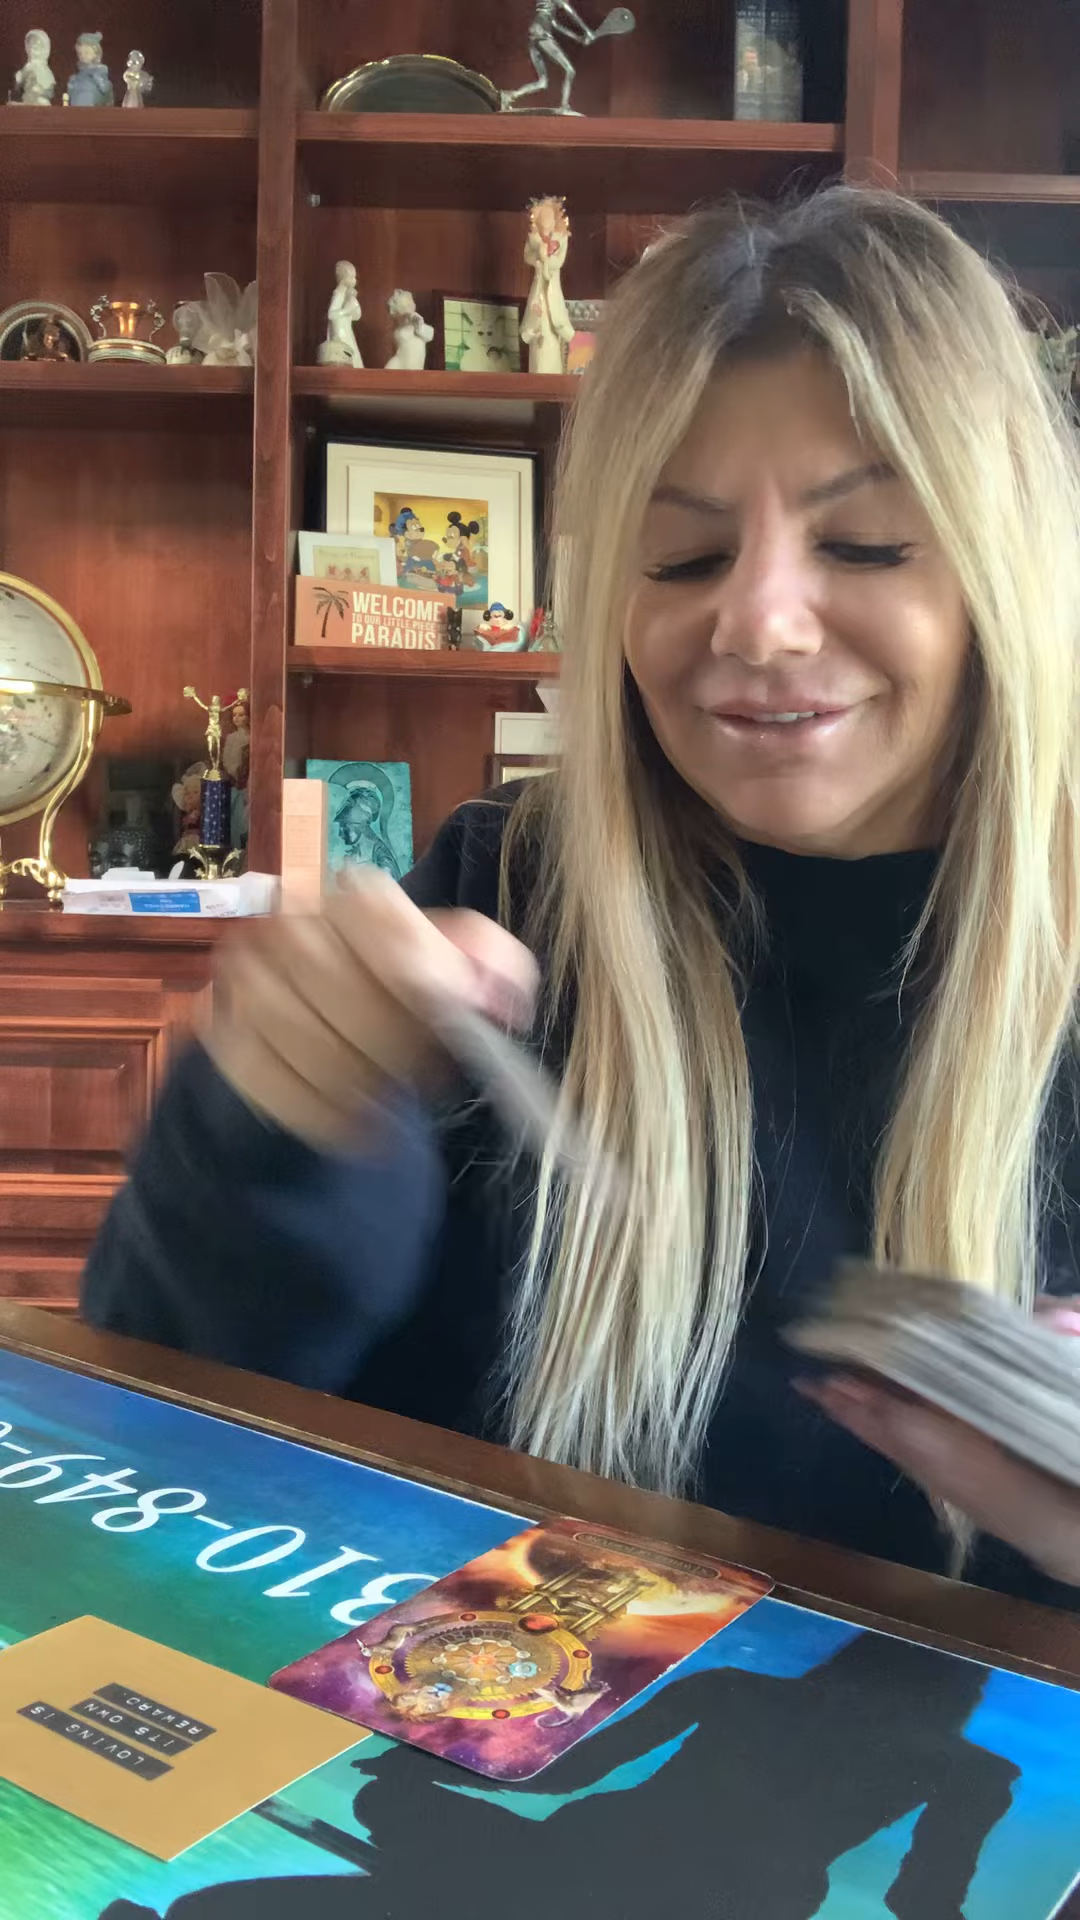 WELCOME
TO OUR LITTLE PIECE
PARADIS
310-849-
LOVING IS
ITS OWN
REWARD.